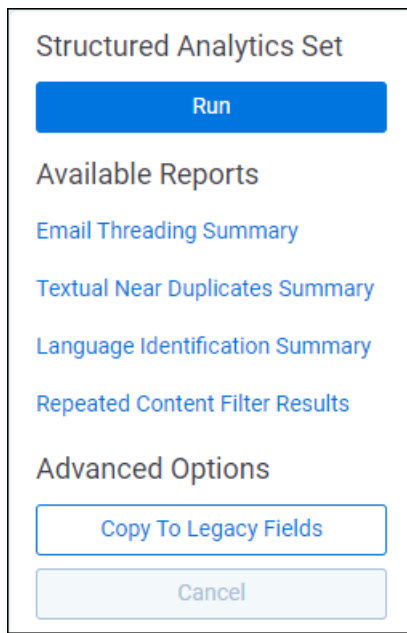 Structured Analytics Set
Run
Available Reports
Email Threading Summary
Textual Near Duplicates Summary
Language Identification Summary
Repeated Content Filter Results
Advanced Options
Copy To Legacy Fields
Cancel